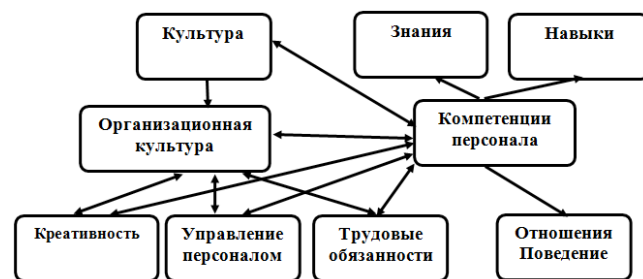 Культура
Знания
Навыки
Организационная
культура
Компетенции
персонала
Креативность
Управление
персоналом
Трудовые
обязанности
Отношения
Поведение